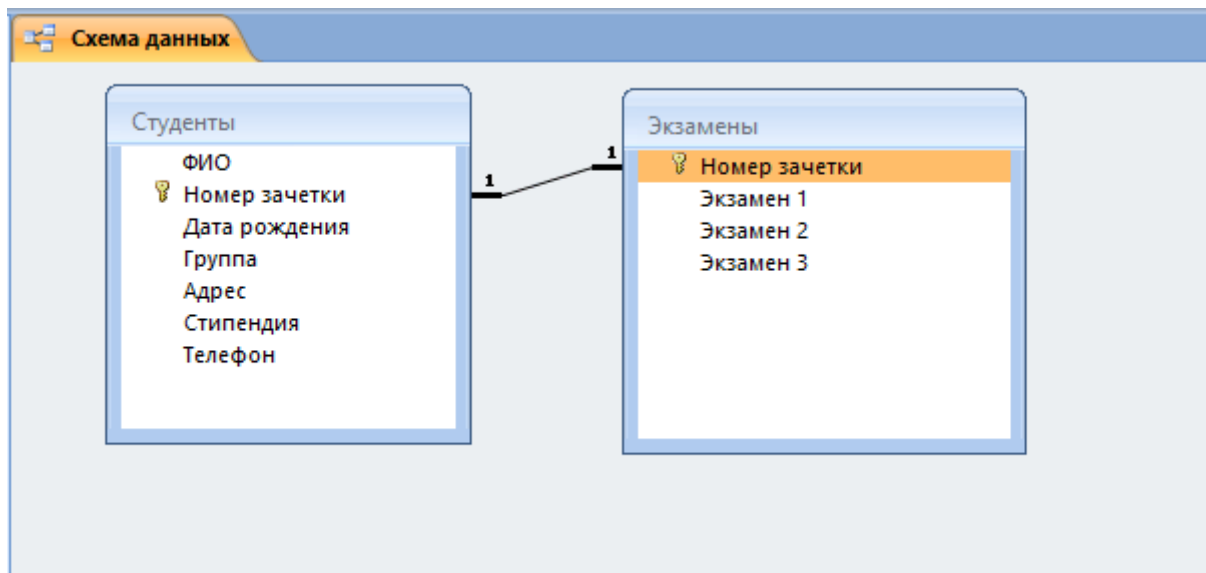 Схема данных
Студенты
ФИО
Номер зачетки
Дата рождения
Группа
Адрес
Стипендия
Телефон
1
1
Экзамены
Номер зачетки
Экзамен 1
Экзамен 2
Экзамен 3